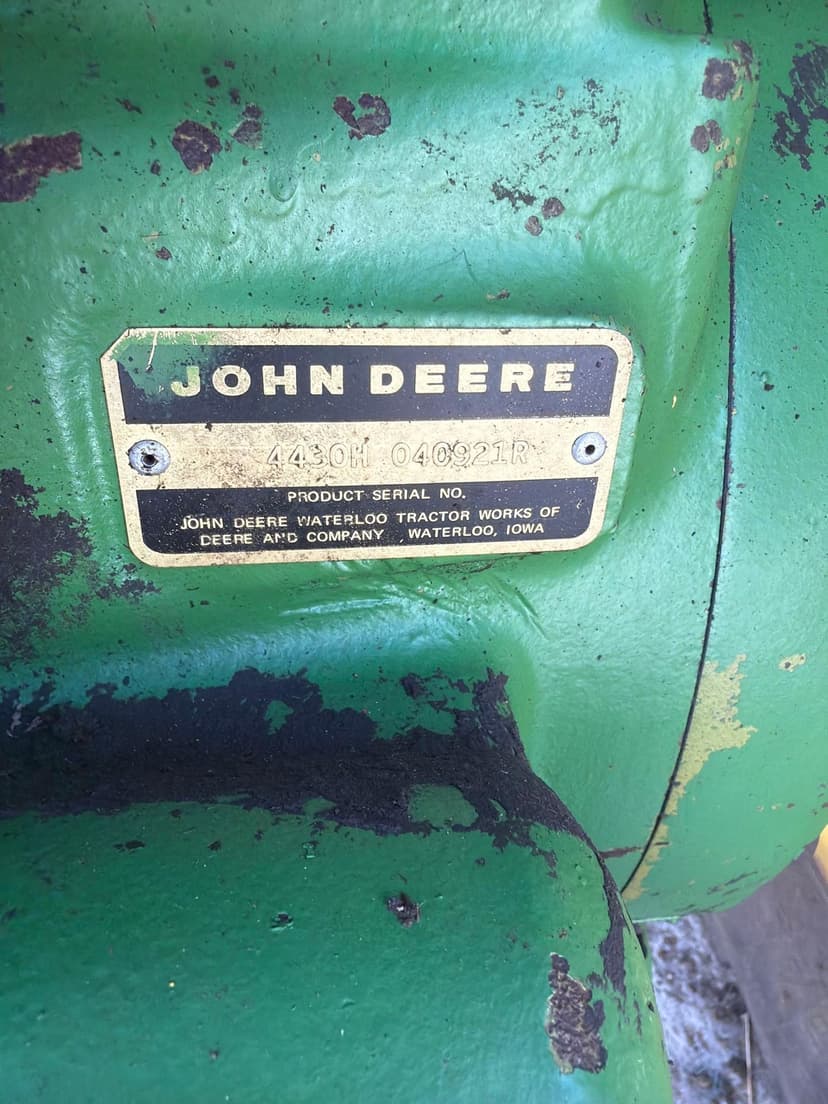 JOHN DEERE
4430H 040921R
PRODUCT SERIAL NO.
JOHN DEERE WATERLOO TRACTOR WORKS OF
DEERE AND COMPANY WATERLOO, IOWA